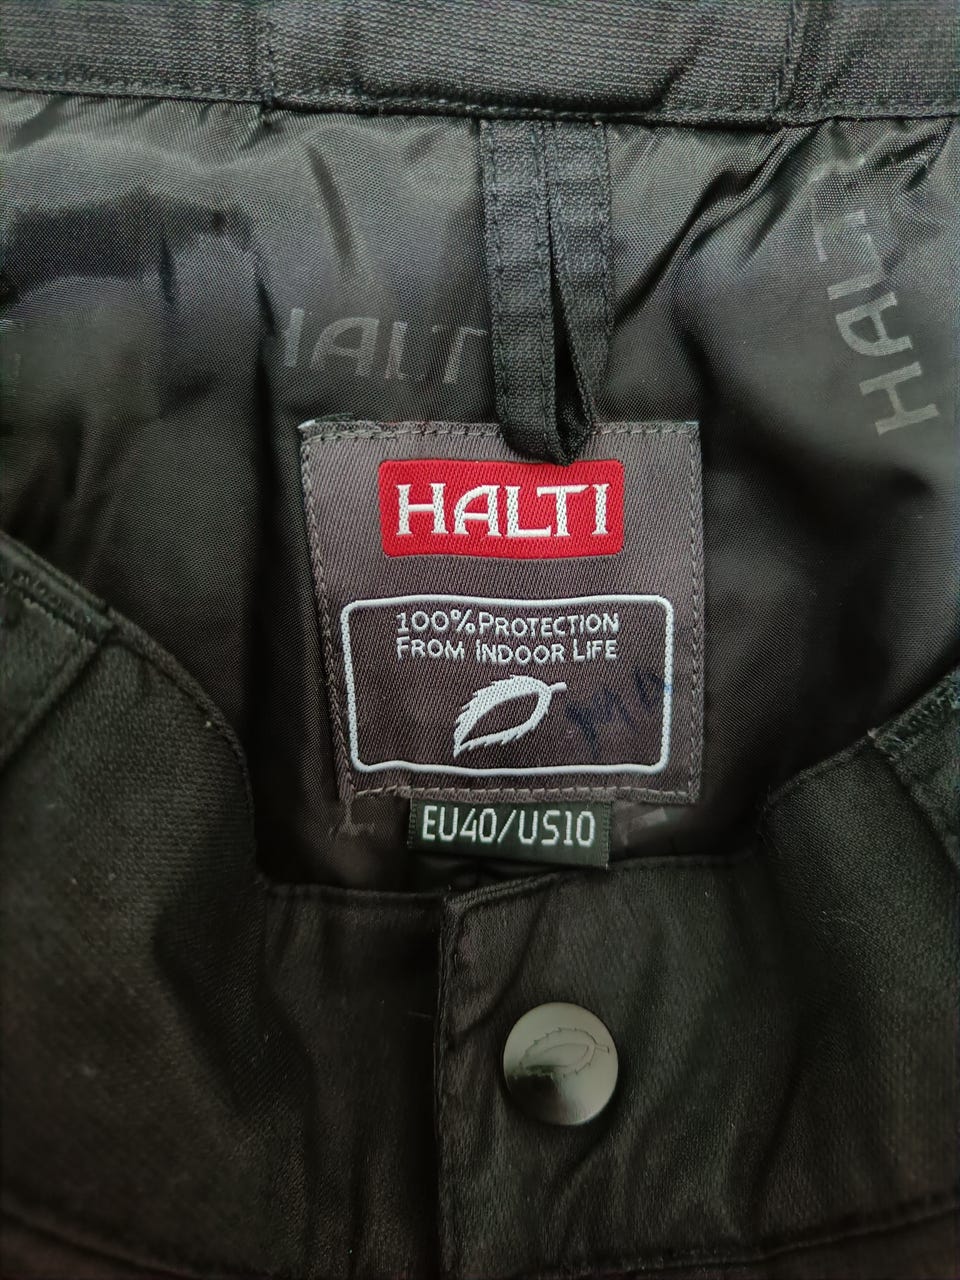 HALTI
HALTI
HALTI
100% PROTECTION
FROM INDOOR LIFE
EU40/US10